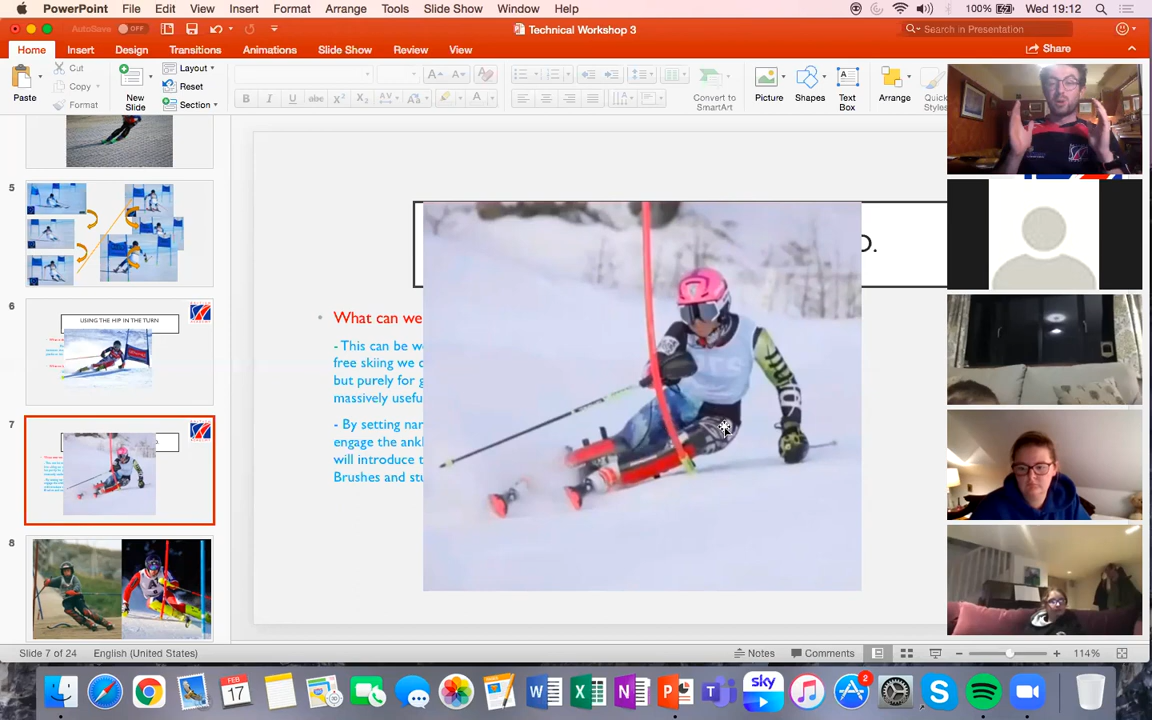 PowerPoint File Edit View Insert Format Arrange Tools Slide Show Window Help 100% Wed 19:12
AutoSave OFF Technical Workshop 3 Search in Presentation
Home Insert Design Transitions Animations Slide Show Review View Share
Paste Cut Copy Format New Slide Layout Reset Section Convert to SmartArt Picture Shapes Text Box Arrange Quick Styles
5
6
USING THE HIP IN THE TURN
7
8
D.
What can we
- This can be w
free skiing we c
but purely for g
massively usefu
- By setting nar
engage the ankl
will introduce t
Brushes and stu
Slide 7 of 24 English (United States) Notes Comments 114%
FEB
17
sky
2